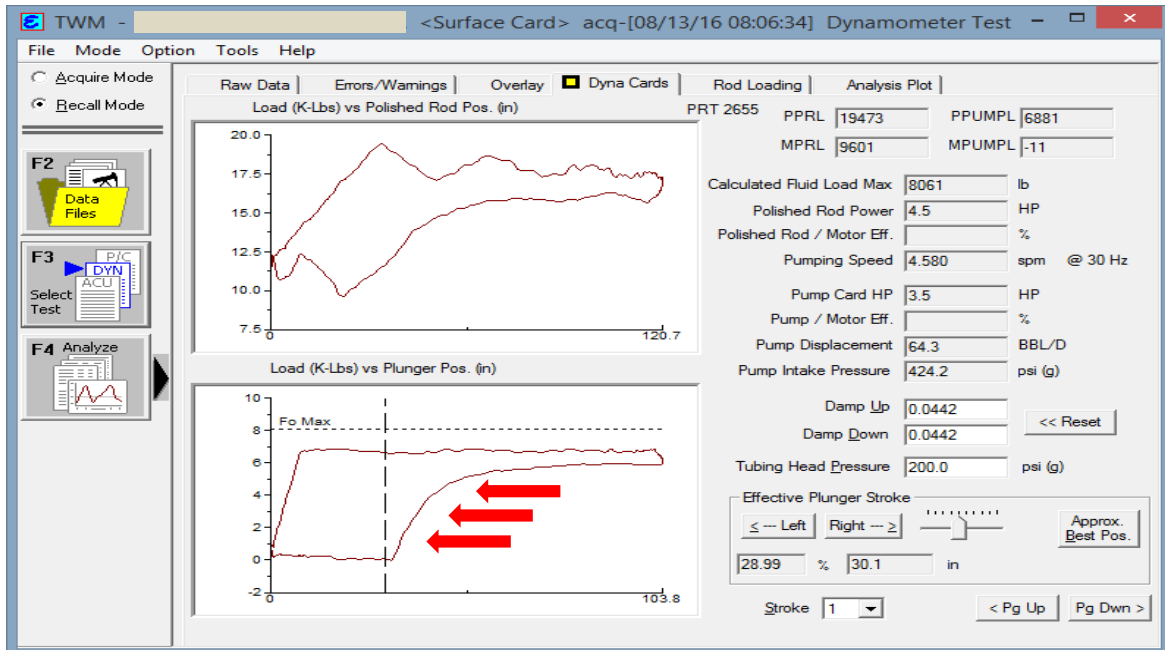 TWM - <Surface Card> acq-[08/13/16 08:06:34] Dynamometer Test
File Mode Option Tools Help
Acquire Mode
Recall Mode
F2
Data
Files
F3
P/C
DYN
ACU
Select
Test
F4 Analyze
Raw Data
Errors/Warnings
Overlay
Dyna Cards
Rod Loading
Analysis Plot
Load (K-Lbs) vs Polished Rod Pos. (in)
20.0
17.5
15.0
12.5
10.0
7.5
0
120.7
Load (K-Lbs) vs Plunger Pos. (in)
10
8
6
4
2
0
-2
Fo Max
0
103.8
PRT 2655
PPRL 19473 PPUMPL 6881
MPRL 9601 MPUMPL -11
Calculated Fluid Load Max 8061 lb
Polished Rod Power 4.5 HP
Polished Rod / Motor Eff. %
Pumping Speed 4.580 spm @ 30 Hz
Pump Card HP 3.5 HP
Pump / Motor Eff. %
Pump Displacement 64.3 BBL/D
Pump Intake Pressure 424.2 psi (g)
Damp Up 0.0442
<< Reset
Damp Down 0.0442
Tubing Head Pressure 200.0 psi (g)
Effective Plunger Stroke
< --- Left Right --- >
Approx.
Best Pos.
28.99 % 30.1 in
Stroke 1 < Pg Up Pg Dwn >